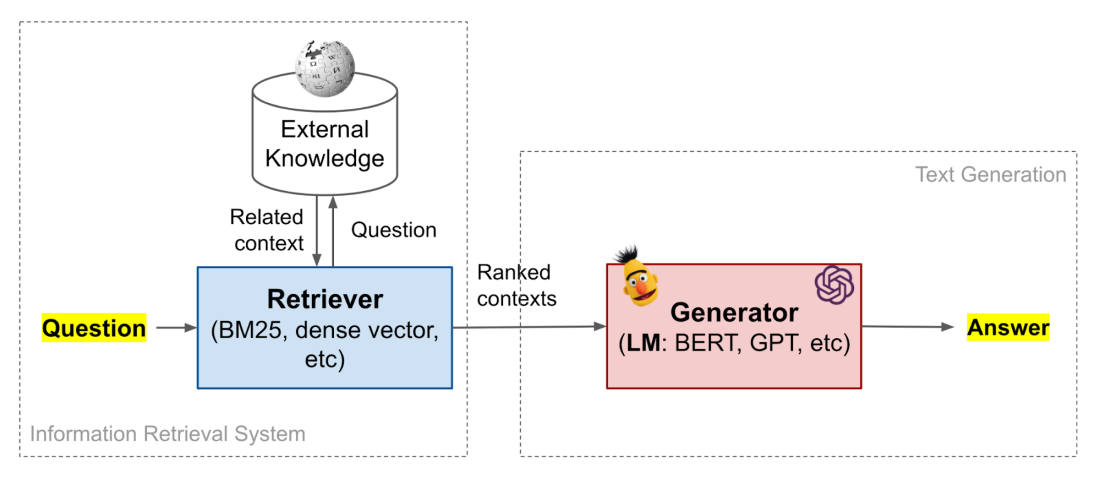 External
Knowledge
Text Generation
Related
context
Question
Ranked
contexts
Question
Retriever
(BM25, dense vector,
etc)
Generator
(LM: BERT, GPT, etc)
Answer
Information Retrieval System